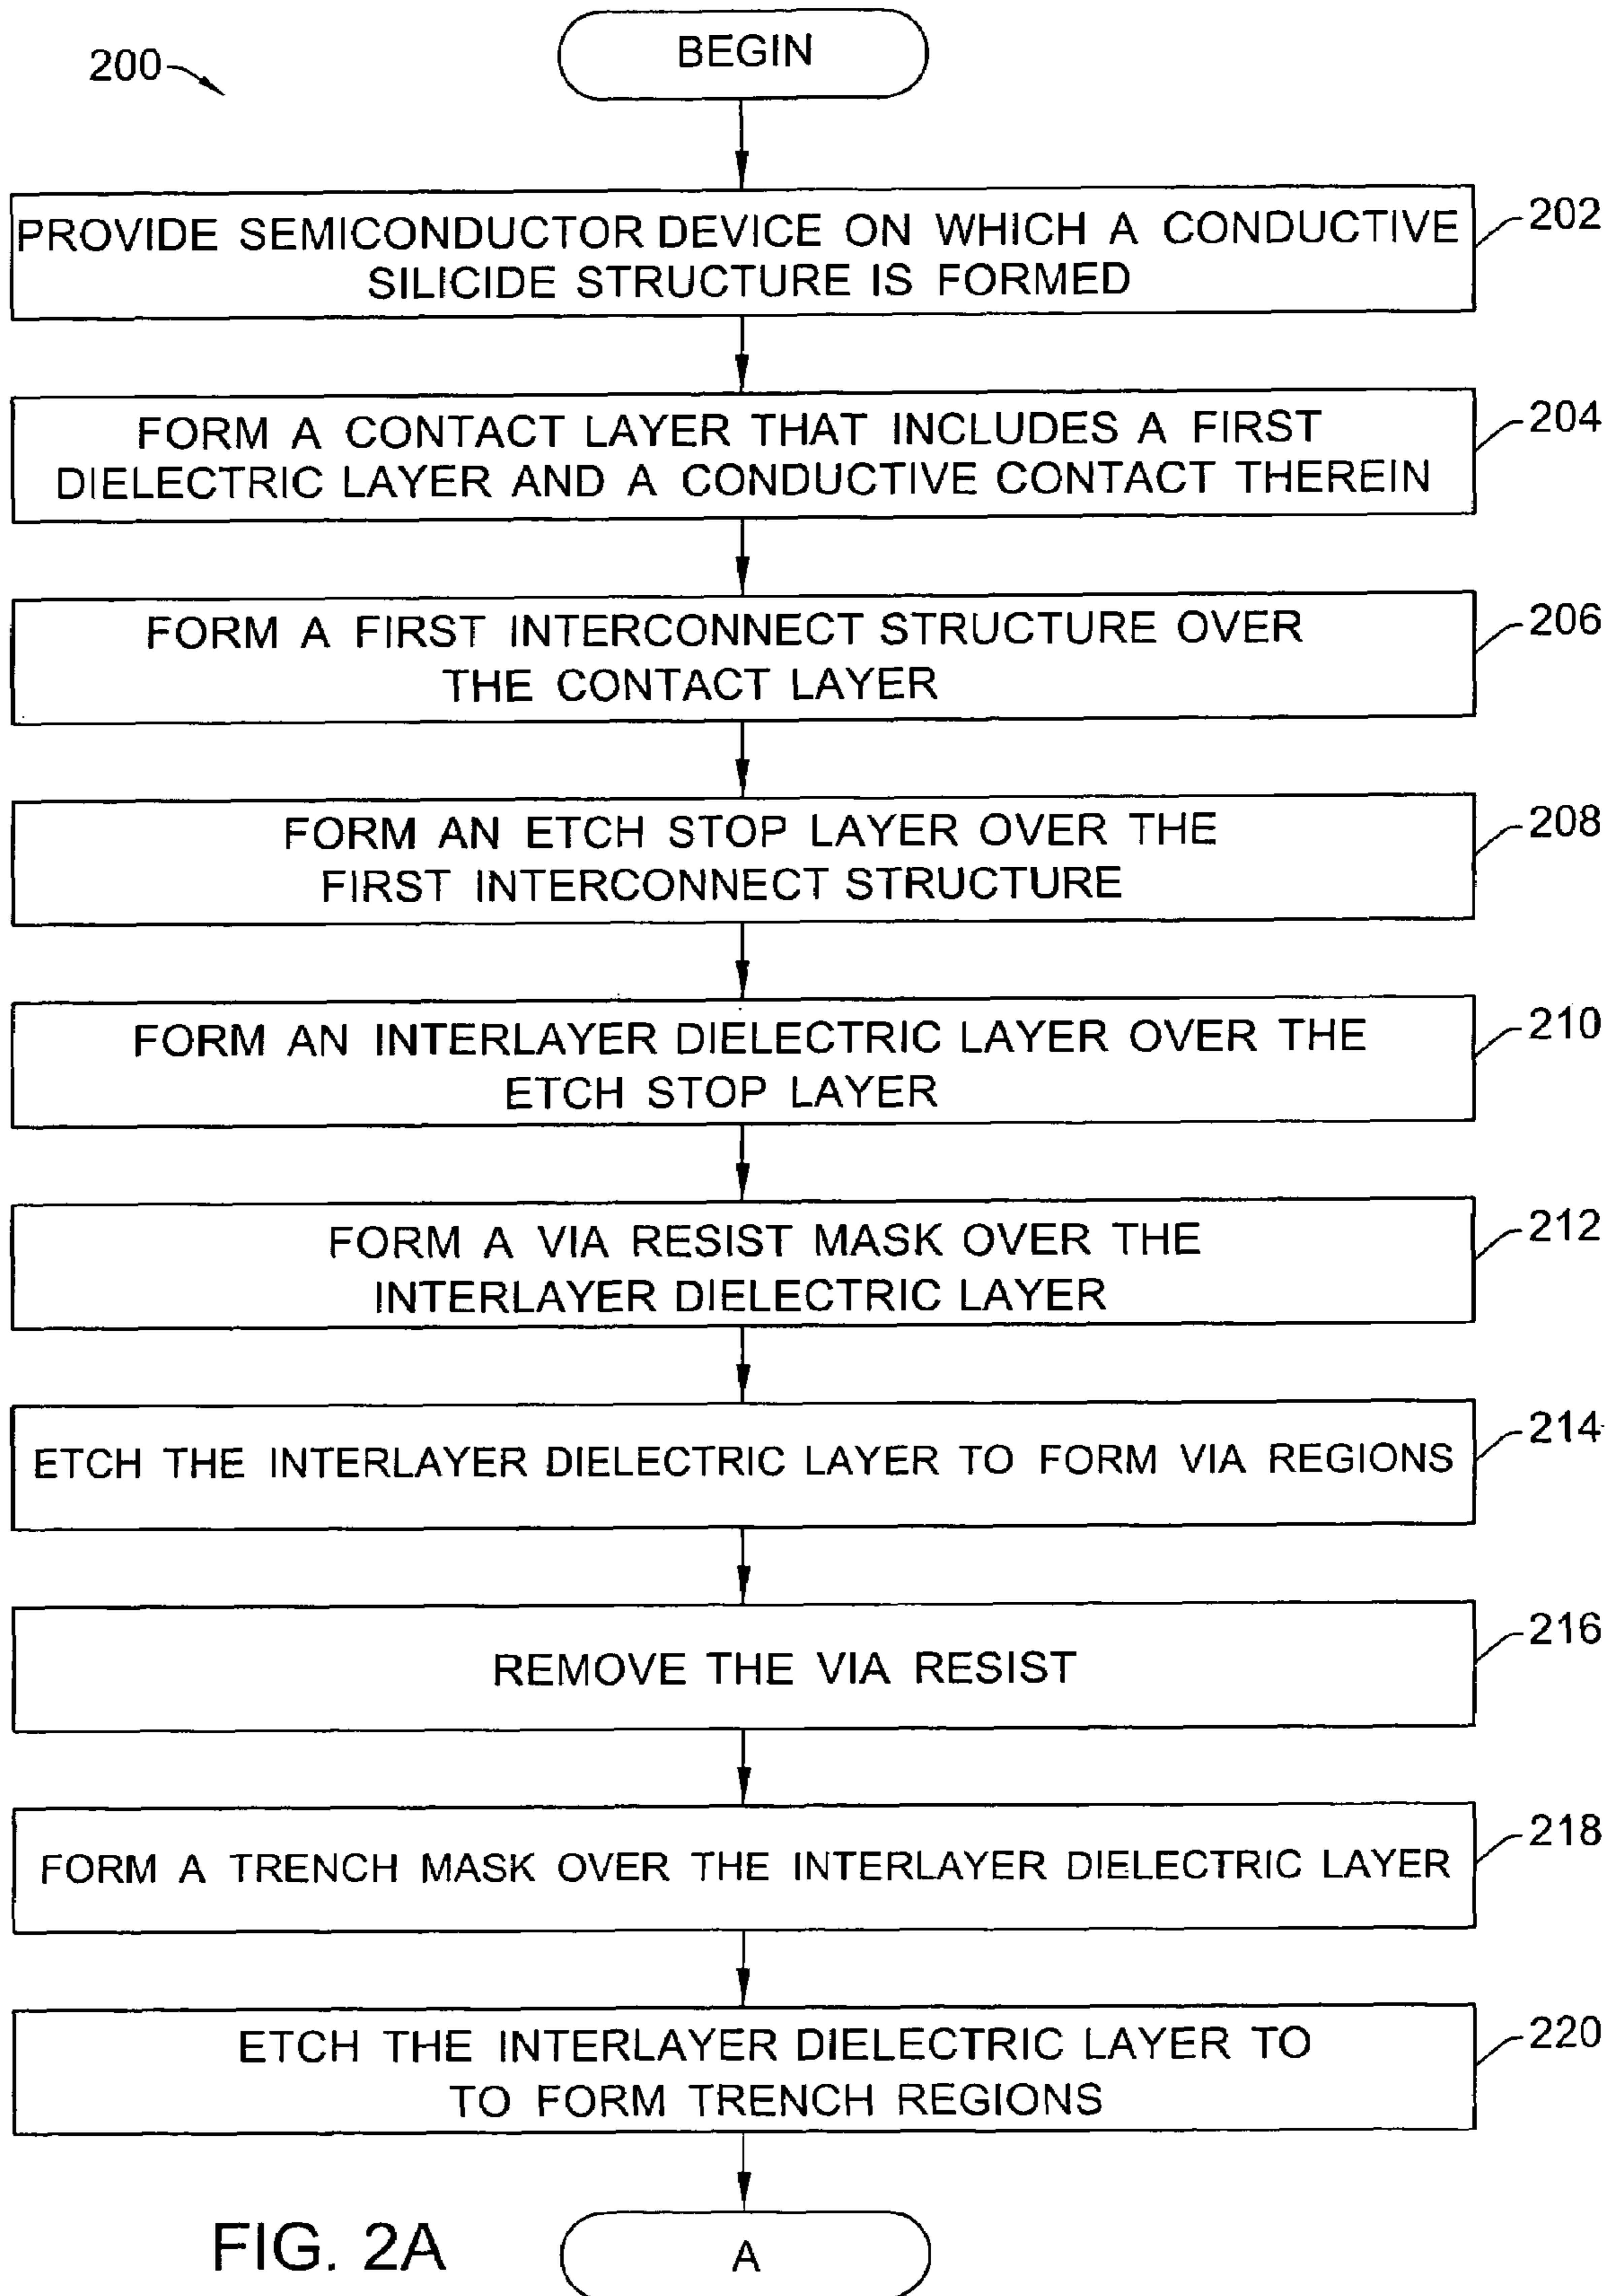 200
BEGIN
PROVIDE SEMICONDUCTOR DEVICE ON WHICH A CONDUCTIVE
SILICIDE STRUCTURE IS FORMED
202
FORM A CONTACT LAYER THAT INCLUDES A FIRST
DIELECTRIC LAYER AND A CONDUCTIVE CONTACT THEREIN
204
FORM A FIRST INTERCONNECT STRUCTURE OVER
THE CONTACT LAYER
206
FORM AN ETCH STOP LAYER OVER THE
FIRST INTERCONNECT STRUCTURE
208
FORM AN INTERLAYER DIELECTRIC LAYER OVER THE
ETCH STOP LAYER
210
FORM A VIA RESIST MASK OVER THE
INTERLAYER DIELECTRIC LAYER
212
ETCH THE INTERLAYER DIELECTRIC LAYER TO FORM VIA REGIONS
214
REMOVE THE VIA RESIST
216
FORM A TRENCH MASK OVER THE INTERLAYER DIELECTRIC LAYER
218
ETCH THE INTERLAYER DIELECTRIC LAYER TO
TO FORM TRENCH REGIONS
220
A
FIG. 2A